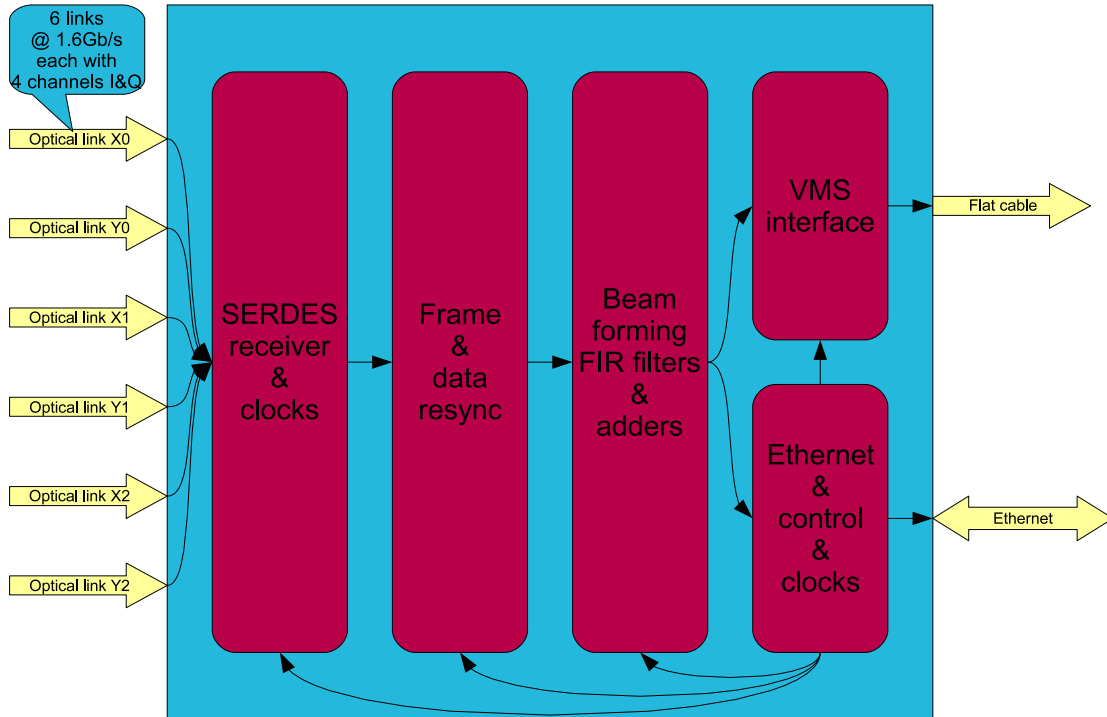 6 links
@ 1.6Gb/s
each with
4 channels I&Q
Optical link X0
Optical link Y0
Optical link X1
Optical link Y1
Optical link X2
Optical link Y2
SERDES
receiver
&
clocks
Frame
&
data
resync
Beam
forming
FIR filters
&
adders
VMS
interface
Ethernet
&
control
&
clocks
Flat cable
Ethernet